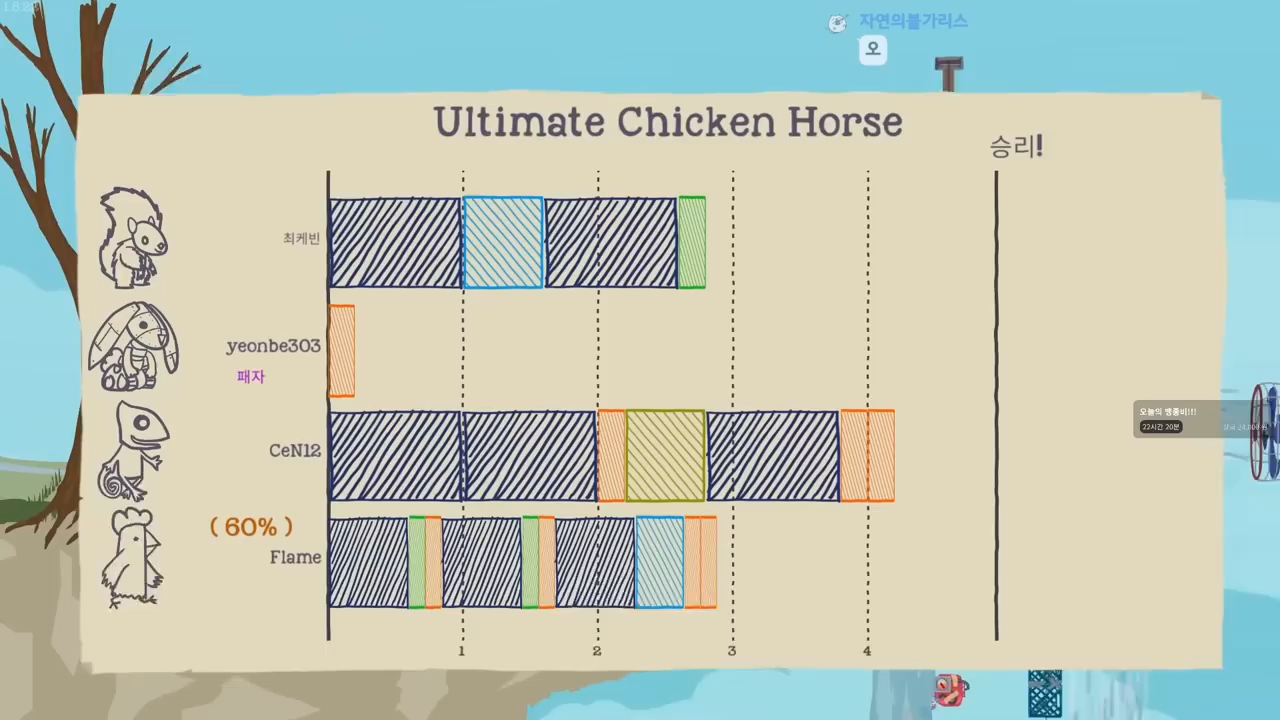 자연의불가리스
오
Ultimate Chicken Horse
승리!
최케빈
yeonbe303
패자
CeN12
( 60% )
Flame
1 2 3 4
오늘의 뱅종비!!!
22시간 20분